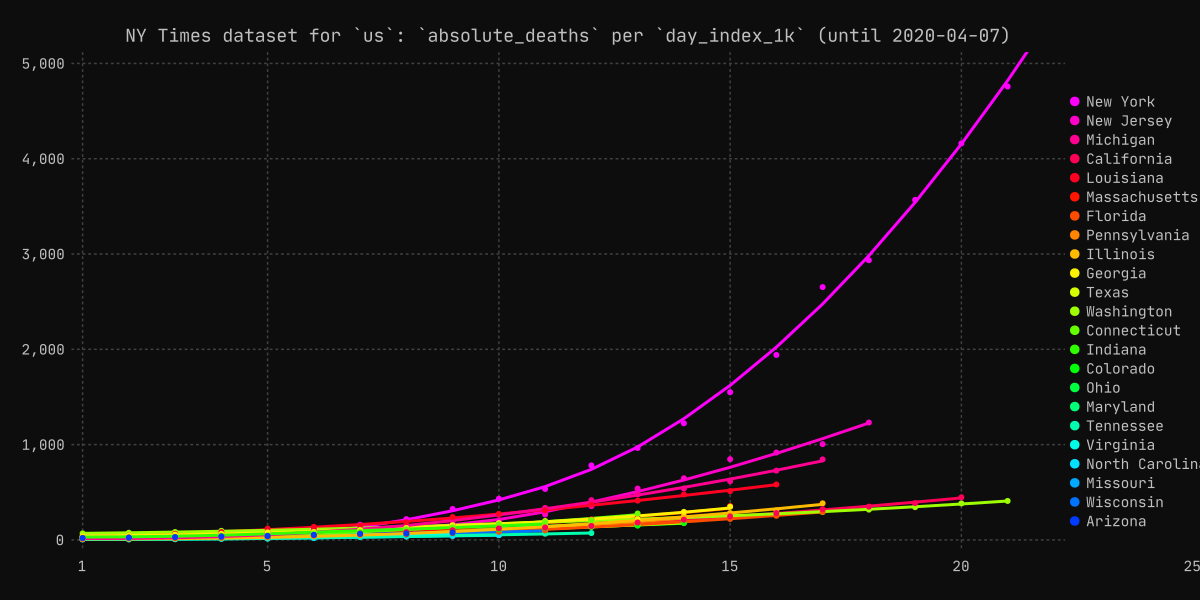 NY Times dataset for `us`: `absolute_deaths` per `day_index_1k` (until 2020-04-07)
5,000
4,000
3,000
2,000
1,000
0
1
5
10
15
20
25
New York
New Jersey
Michigan
California
Louisiana
Massachusetts
Florida
Pennsylvania
Illinois
Georgia
Texas
Washington
Connecticut
Indiana
Colorado
Ohio
Maryland
Tennessee
Virginia
North Carolina
Missouri
Wisconsin
Arizona